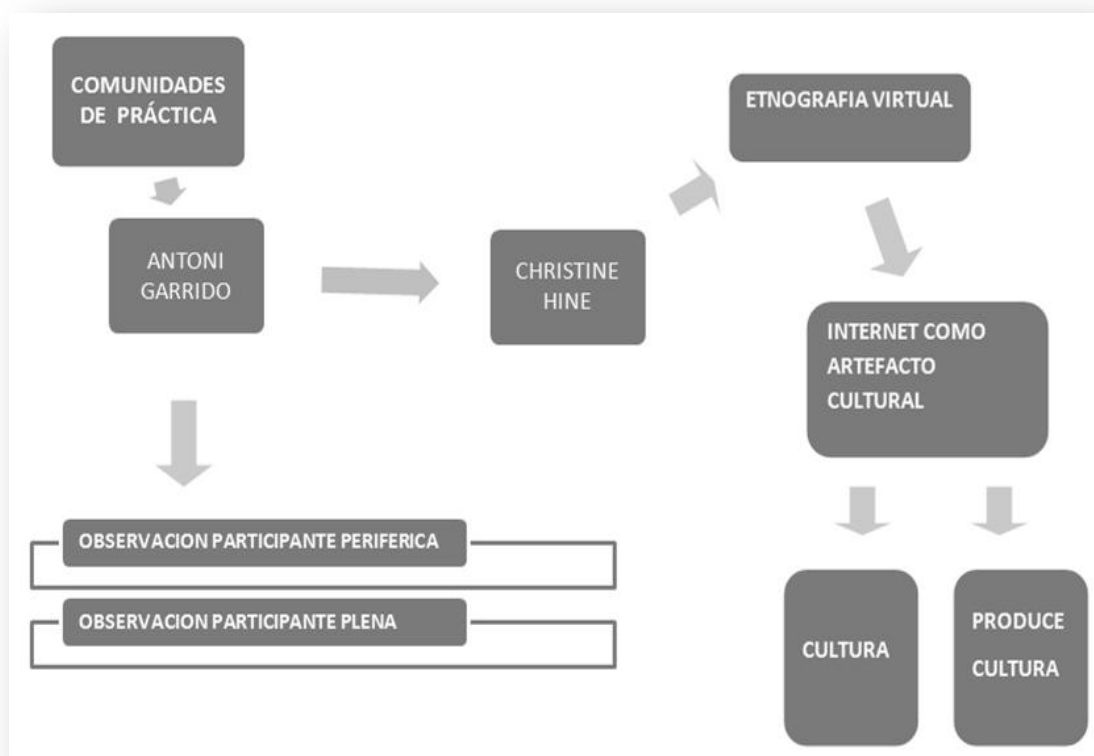 COMUNIDADES
DE PRÁCTICA
ANTONI
GARRIDO
CHRISTINE
HINE
ETNOGRAFIA VIRTUAL
INTERNET COMO
ARTEFACTO
CULTURAL
OBSERVACION PARTICIPANTE PERIFERICA
OBSERVACION PARTICIPANTE PLENA
CULTURA
PRODUCE
CULTURA